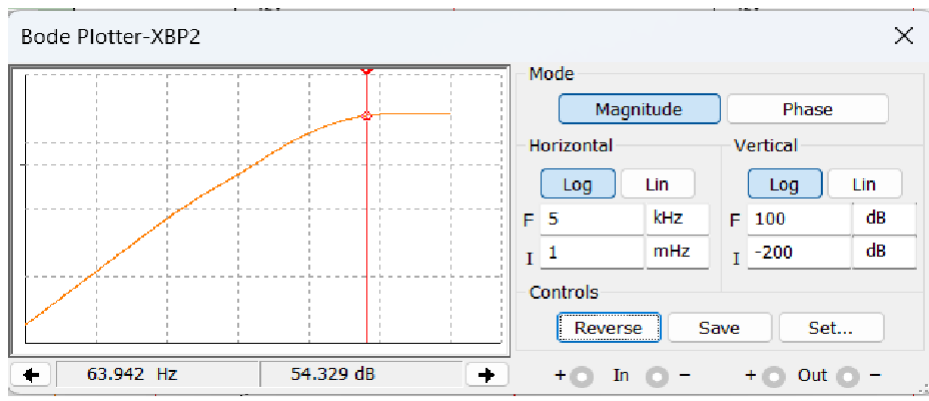 Bode Plotter-XBP2
Mode
Magnitude Phase
Horizontal Vertical
Log Lin Log Lin
F 5 kHz F 100 dB
I 1 mHz I -200 dB
Controls
Reverse Save Set...
63.942 Hz 54.329 dB + In - + Out -